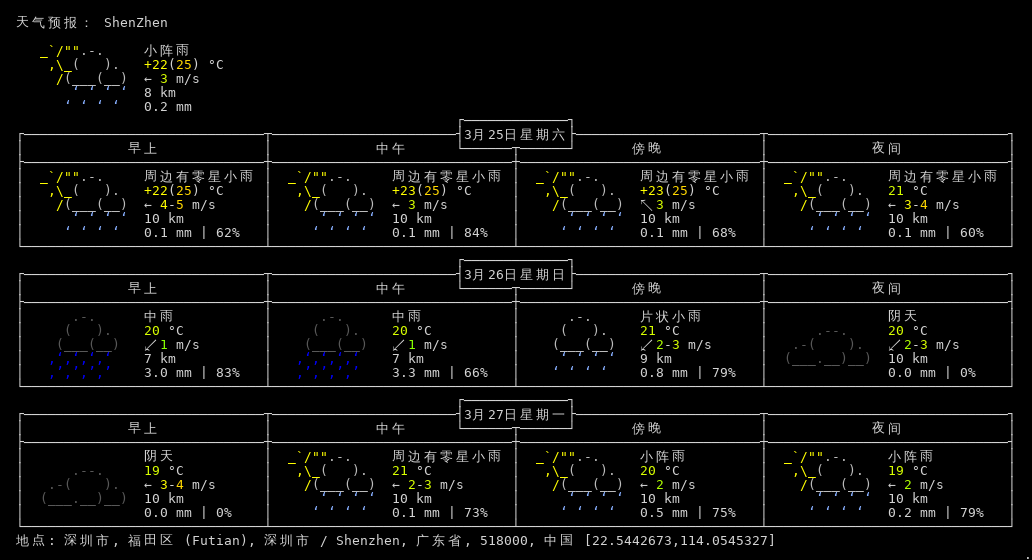 天气预报： ShenZhen
小阵雨
+22(25) °C
← 3 m/s
8 km
0.2 mm
3月25日星期六
早上 中午 傍晚 夜间
周边有零星小雨 周边有零星小雨 周边有零星小雨 周边有零星小雨
+22(25) °C +23(25) °C +23(25) °C 21 °C
← 4-5 m/s ← 3 m/s ↖ 3 m/s ← 3-4 m/s
10 km 10 km 10 km 10 km
0.1 mm | 62% 0.1 mm | 84% 0.1 mm | 68% 0.1 mm | 60%
3月26日星期日
早上 中午 傍晚 夜间
中雨 中雨 片状小雨 阴天
20 °C 20 °C 21 °C 20 °C
↙ 1 m/s ↙ 1 m/s ↙ 2-3 m/s ↙ 2-3 m/s
7 km 7 km 9 km 10 km
3.0 mm | 83% 3.3 mm | 66% 0.8 mm | 79% 0.0 mm | 0%
3月27日星期一
早上 中午 傍晚 夜间
阴天 周边有零星小雨 小阵雨 小阵雨
19 °C 21 °C 20 °C 19 °C
← 3-4 m/s ← 2-3 m/s ← 2 m/s ← 2 m/s
10 km 10 km 10 km 10 km
0.0 mm | 0% 0.1 mm | 73% 0.5 mm | 75% 0.2 mm | 79%
地点: 深圳市, 福田区 (Futian), 深圳市 / Shenzhen, 广东省, 518000, 中国 [22.5442673,114.0545327]